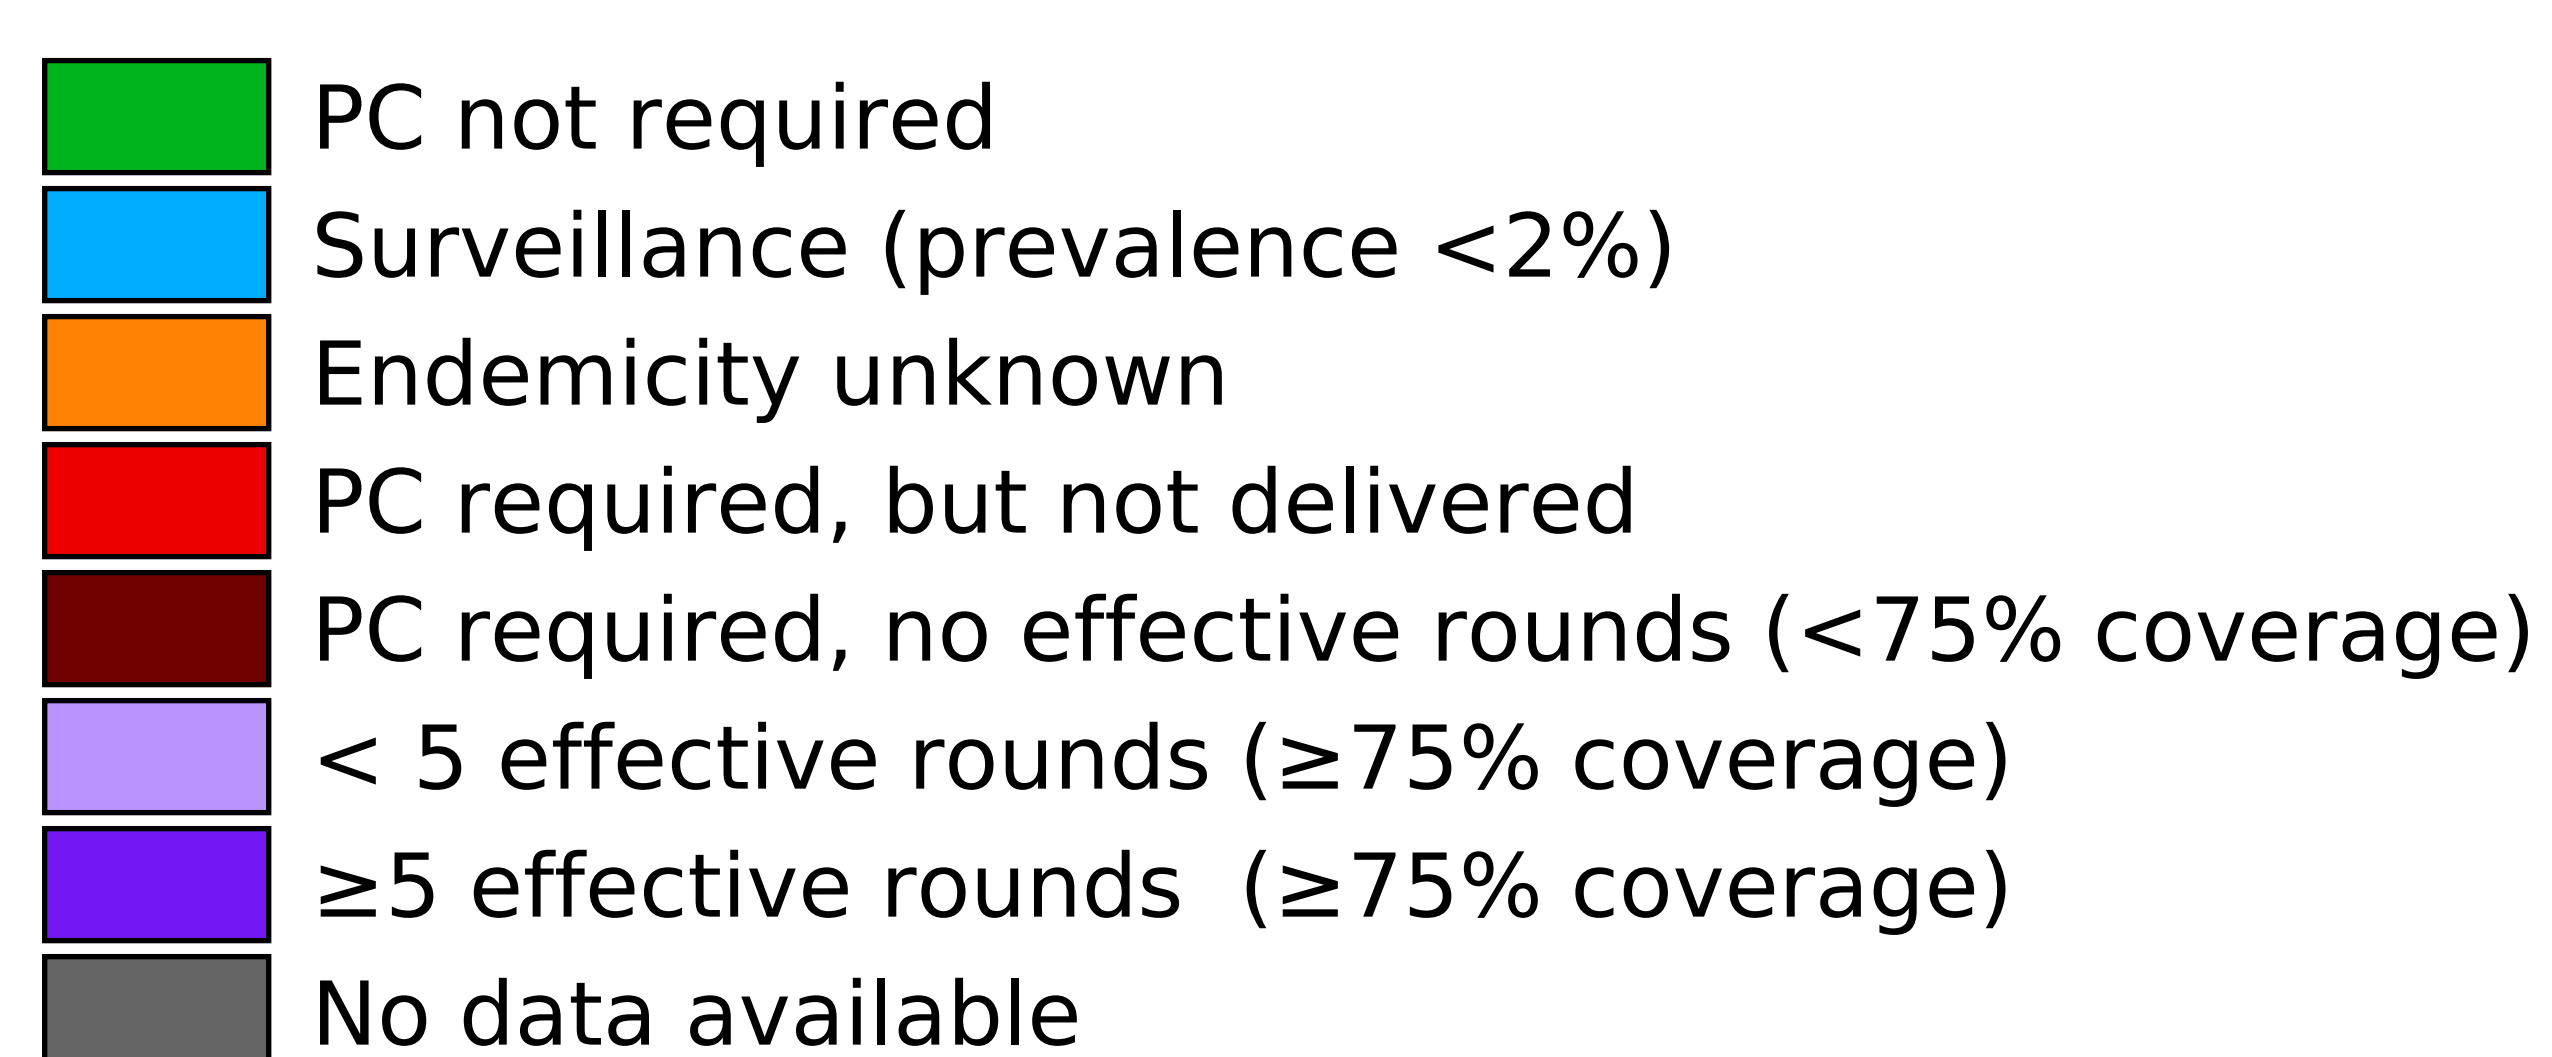 PC not required
Surveillance (prevalence <2%)
Endemicity unknown
PC required, but not delivered
PC required, no effective rounds (<75% coverage)
< 5 effective rounds (≥75% coverage)
≥5 effective rounds  (≥75% coverage)
No data available